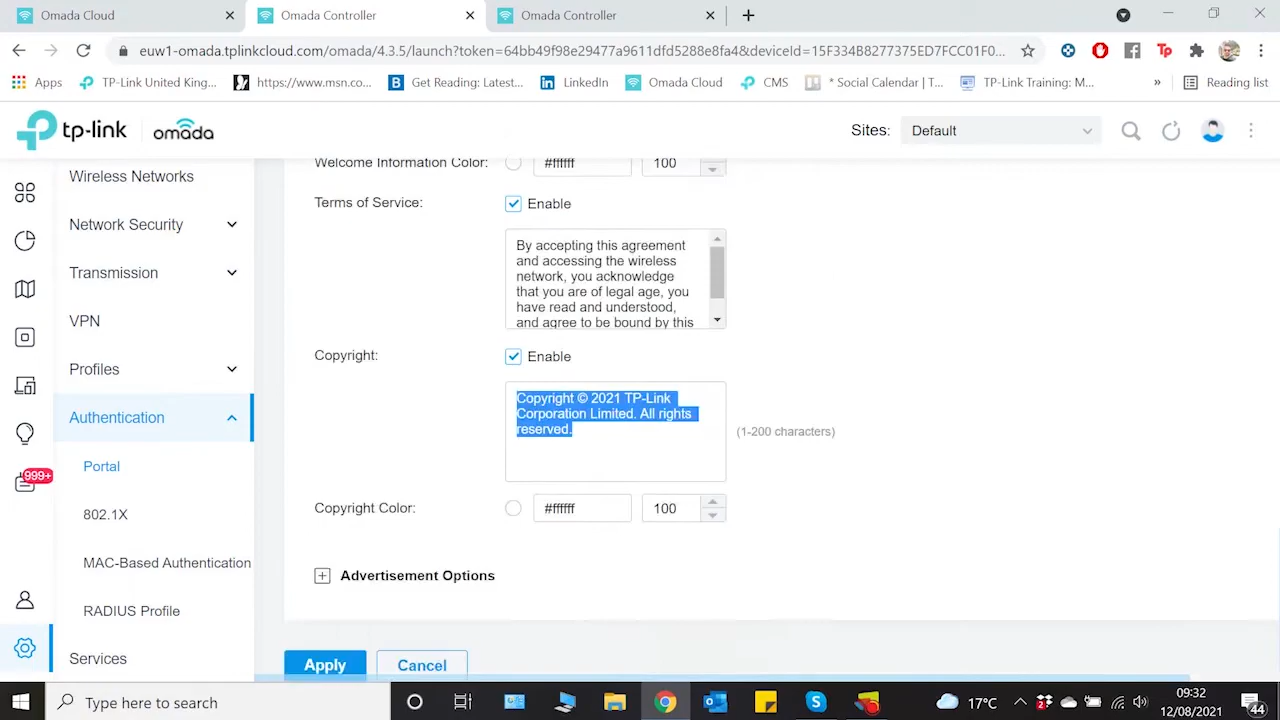 Omada Cloud
Omada Controller
Omada Controller
euw1-omada.tplinkcloud.com/omada/4.3.5/launch?token=64bb49f98e29477a9611dfd5288e8fa4&deviceId=15F334B8277375ED7FCC01F0...
Apps
TP-Link United King...
https://www.msn.co...
Get Reading: Latest...
LinkedIn
Omada Cloud
CMS
* Social Calendar | T...
TP-Link Training: M...
»
Reading list
tp-link
omada
Sites:
Default
Wireless Networks
Network Security
Transmission
VPN
Profiles
Authentication
Portal
802.1X
MAC-Based Authentication
RADIUS Profile
Services
999+
Welcome Information Color:
#ffffff
100
Terms of Service:
Enable
By accepting this agreement
and accessing the wireless
network, you acknowledge
that you are of legal age, you
have read and understood,
and agree to be bound by this
Copyright:
Enable
Copyright © 2021 TP-Link
Corporation Limited. All rights
reserved.
(1-200 characters)
Copyright Color:
#ffffff
100
Advertisement Options
Apply
Cancel
Type here to search
17°C
09:32
12/08/2021
44